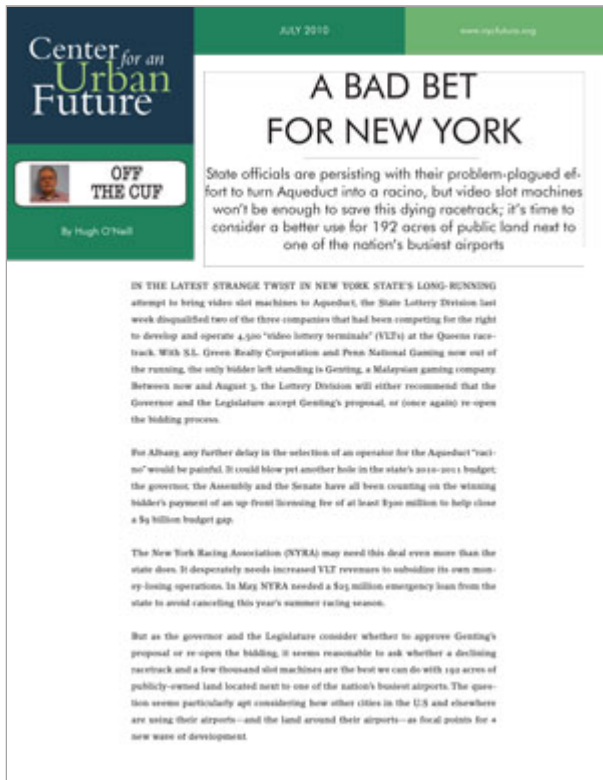 Center for an
Urban
Future
JULY 2010
www.nycfuture.org
OFF
THE CUF
By Hugh O'Neill
A BAD BET
FOR NEW YORK
State officials are persisting with their problem-plagued ef-
fort to turn Aqueduct into a racino, but video slot machines
won't be enough to save this dying racetrack; it's time to
consider a better use for 192 acres of public land next to
one of the nation's busiest airports
IN THE LATEST STRANGE TWIST IN NEW YORK STATE'S LONG-RUNNING
attempt to bring video slot machines to Aqueduct, the State Lottery Division last
week disqualified two of the three companies that had been competing for the right
to develop and operate 4,500 "video lottery terminals" (VLTs) at the Queens race-
track. With S.L. Green Realty Corporation and Penn National Gaming now out of
the running, the only bidder left standing is Genting, a Malaysian gaming company.
Between now and August 3, the Lottery Division will either recommend that the
Governor and the Legislature accept Genting's proposal, or (once again) re-open
the bidding process.
For Albany, any further delay in the selection of an operator for the Aqueduct "raci-
no" would be painful. It could blow yet another hole in the state's 2010-2011 budget;
the governor, the Assembly and the Senate have all been counting on the winning
bidder's payment of an up-front licensing fee of at least $300 million to help close
a $9 billion budget gap.
The New York Racing Association (NYRA) may need this deal even more than the
state does. It desperately needs increased VLT revenues to subsidize its own mon-
ey-losing operations. In May, NYRA needed a $25 million emergency loan from the
state to avoid canceling this year's summer racing season.
But as the governor and the Legislature consider whether to approve Genting's
proposal or re-open the bidding, it seems reasonable to ask whether a declining
racetrack and a few thousand slot machines are the best we can do with 192 acres of
publicly-owned land located next to one of the nation's busiest airports. The ques-
tion seems particularly apt considering how other cities in the U.S and elsewhere
are using their airports—and the land around their airports—as focal points for a
new wave of development.